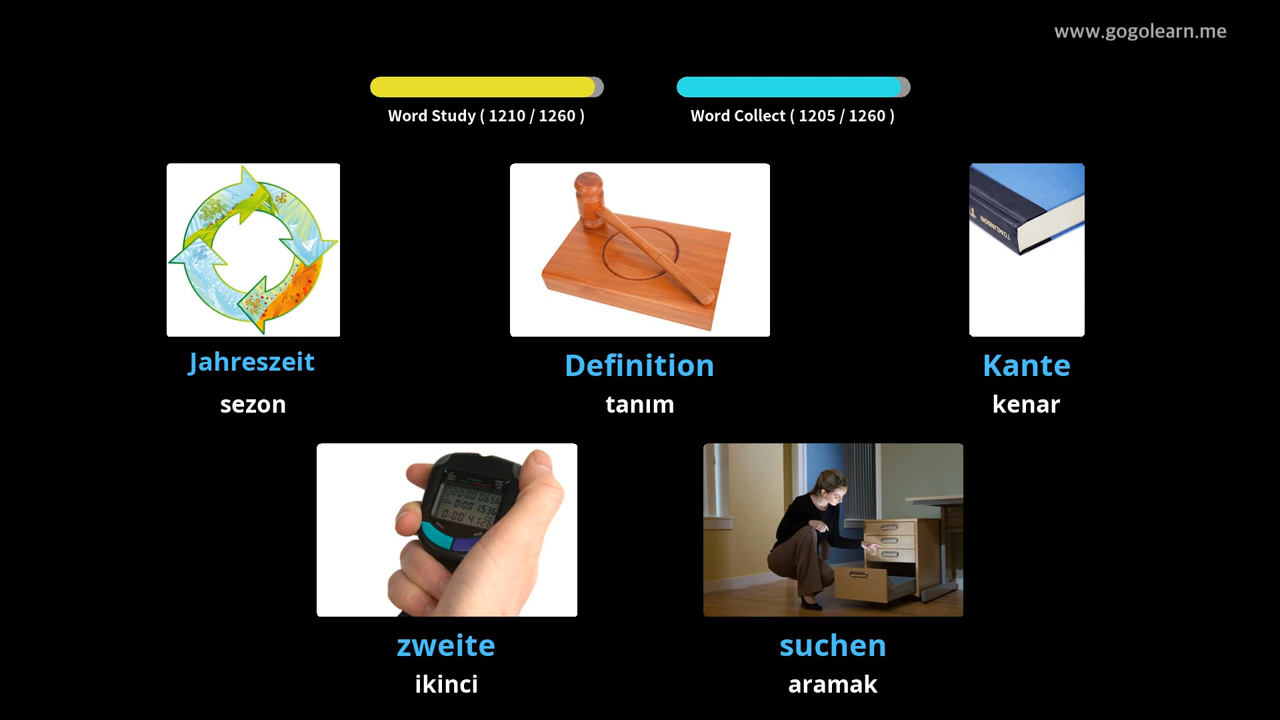 www.gogolearn.me
Word Study ( 1210 / 1260 )
Word Collect ( 1205 / 1260 )
TOMLINSON
Jahreszeit
Definition
Kante
sezon
tanım
kenar
zweite
suchen
ikinci
aramak